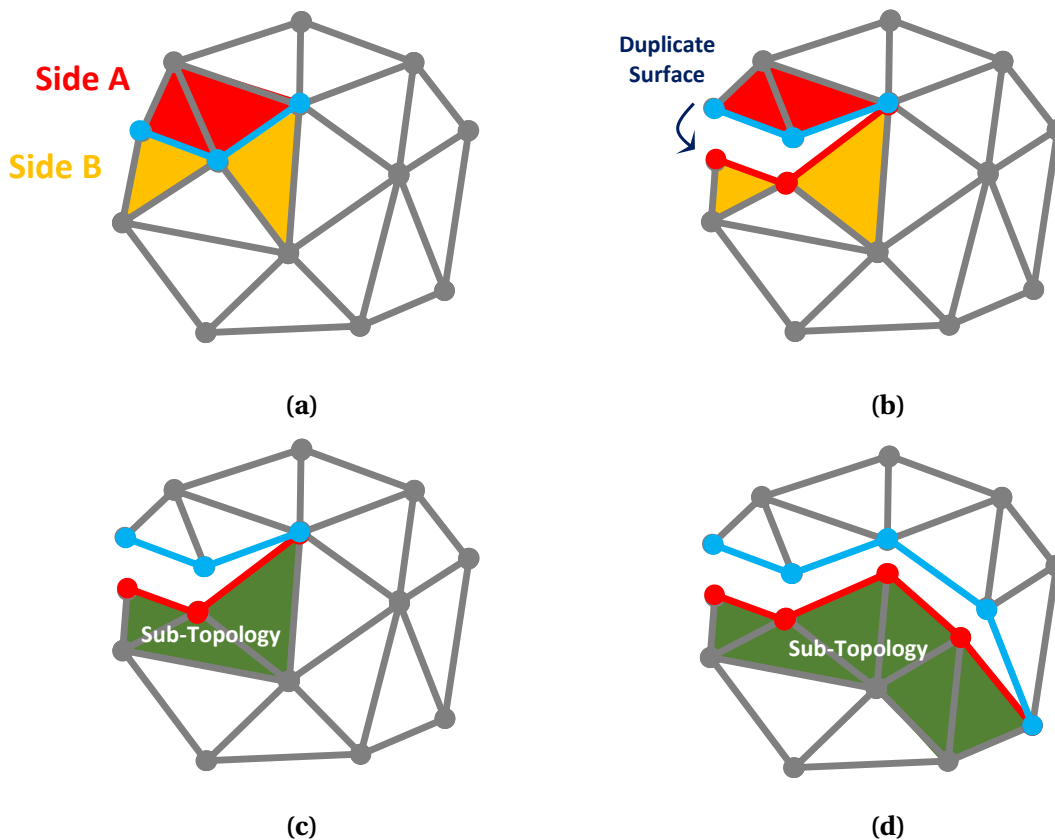 Side A
Side B
Duplicate
Surface
(a)
(b)
Sub-Topology
Sub-Topology
(c)
(d)